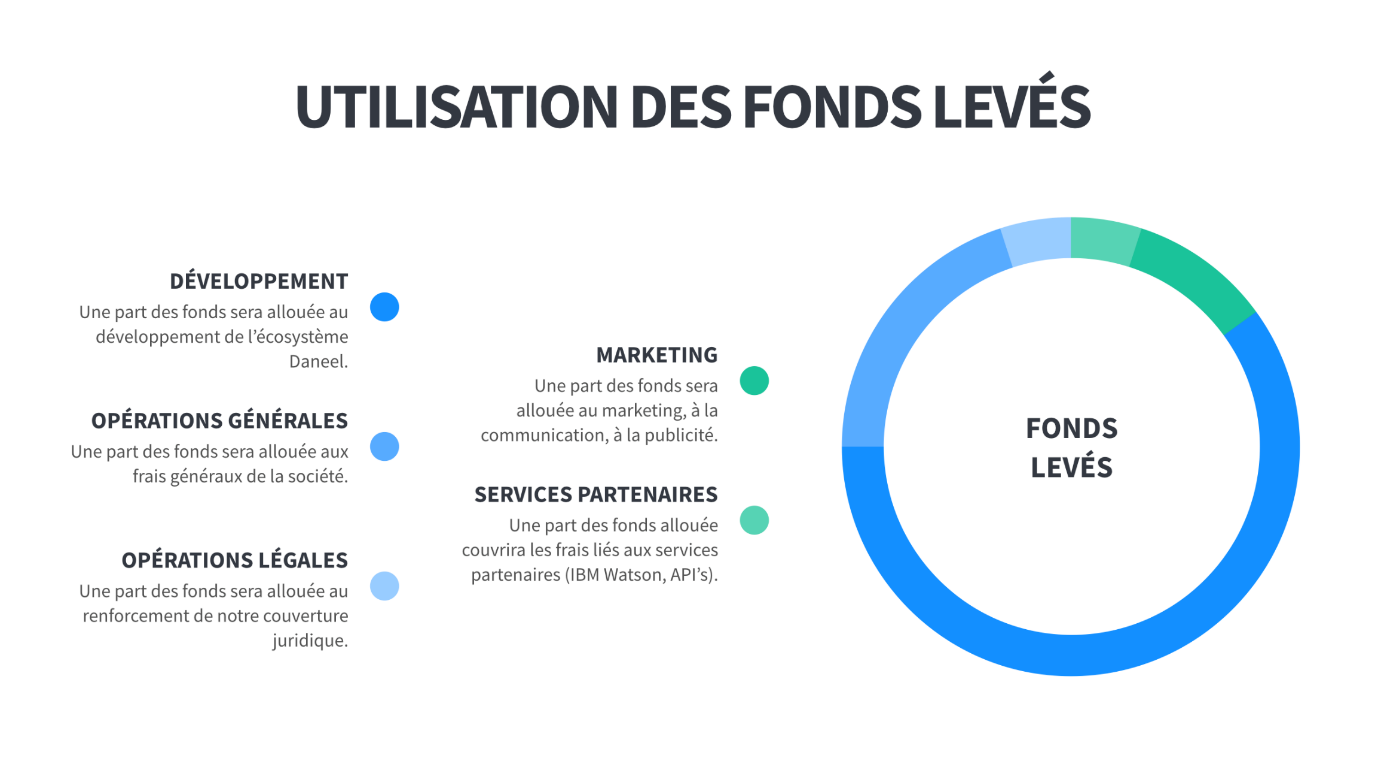 UTILISATION DES FONDS LEVÉS
DÉVELOPPEMENT
Une part des fonds sera allouée au
développement de l’écosystème
Daneel.
OPÉRATIONS GÉNÉRALES
Une part des fonds sera allouée aux
frais généraux de la société.
OPÉRATIONS LÉGALES
Une part des fonds sera allouée au
renforcement de notre couverture
juridique.
MARKETING
Une part des fonds sera
allouée au marketing, à la
communication, à la publicité.
SERVICES PARTENAIRES
Une part des fonds allouée
couvrira les frais liés aux services
partenaires (IBM Watson, API’s).
FONDS
LEVÉS